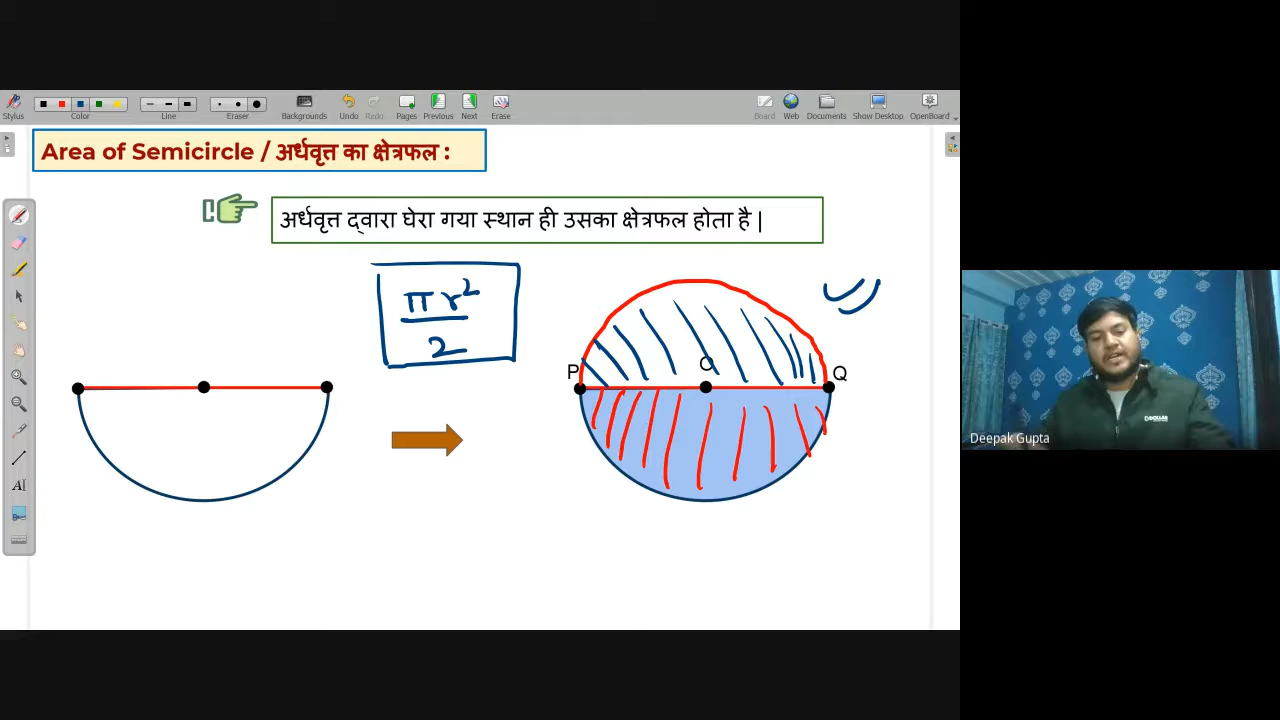 Stylus
Color
Line
Eraser
Backgrounds
Undo
Redo
Pages
Previous
Next
Erase
Board
Web
Documents
Show Desktop
OpenBoard
Area of Semicircle / अर्धवृत्त का क्षेत्रफल :
अर्धवृत्त द्वारा घेरा गया स्थान ही उसका क्षेत्रफल होता है |
πr²
2
P
O
Q
Deepak Gupta